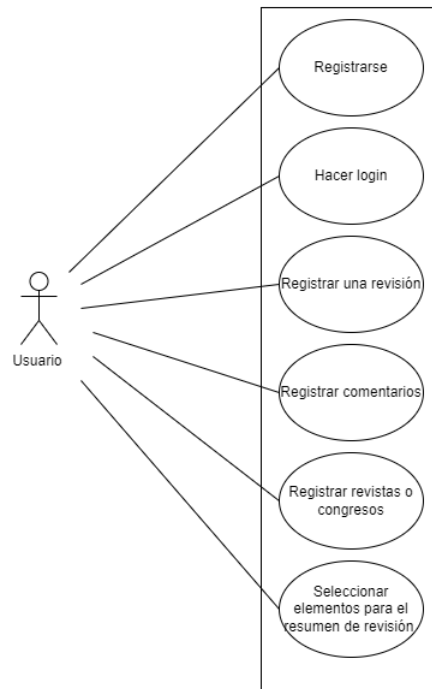 Registrarse
Hacer login
Registrar una revisión
Usuario
Registrar comentarios
Registrar revistas o
congresos
Seleccionar
elementos para el
resumen de revisión